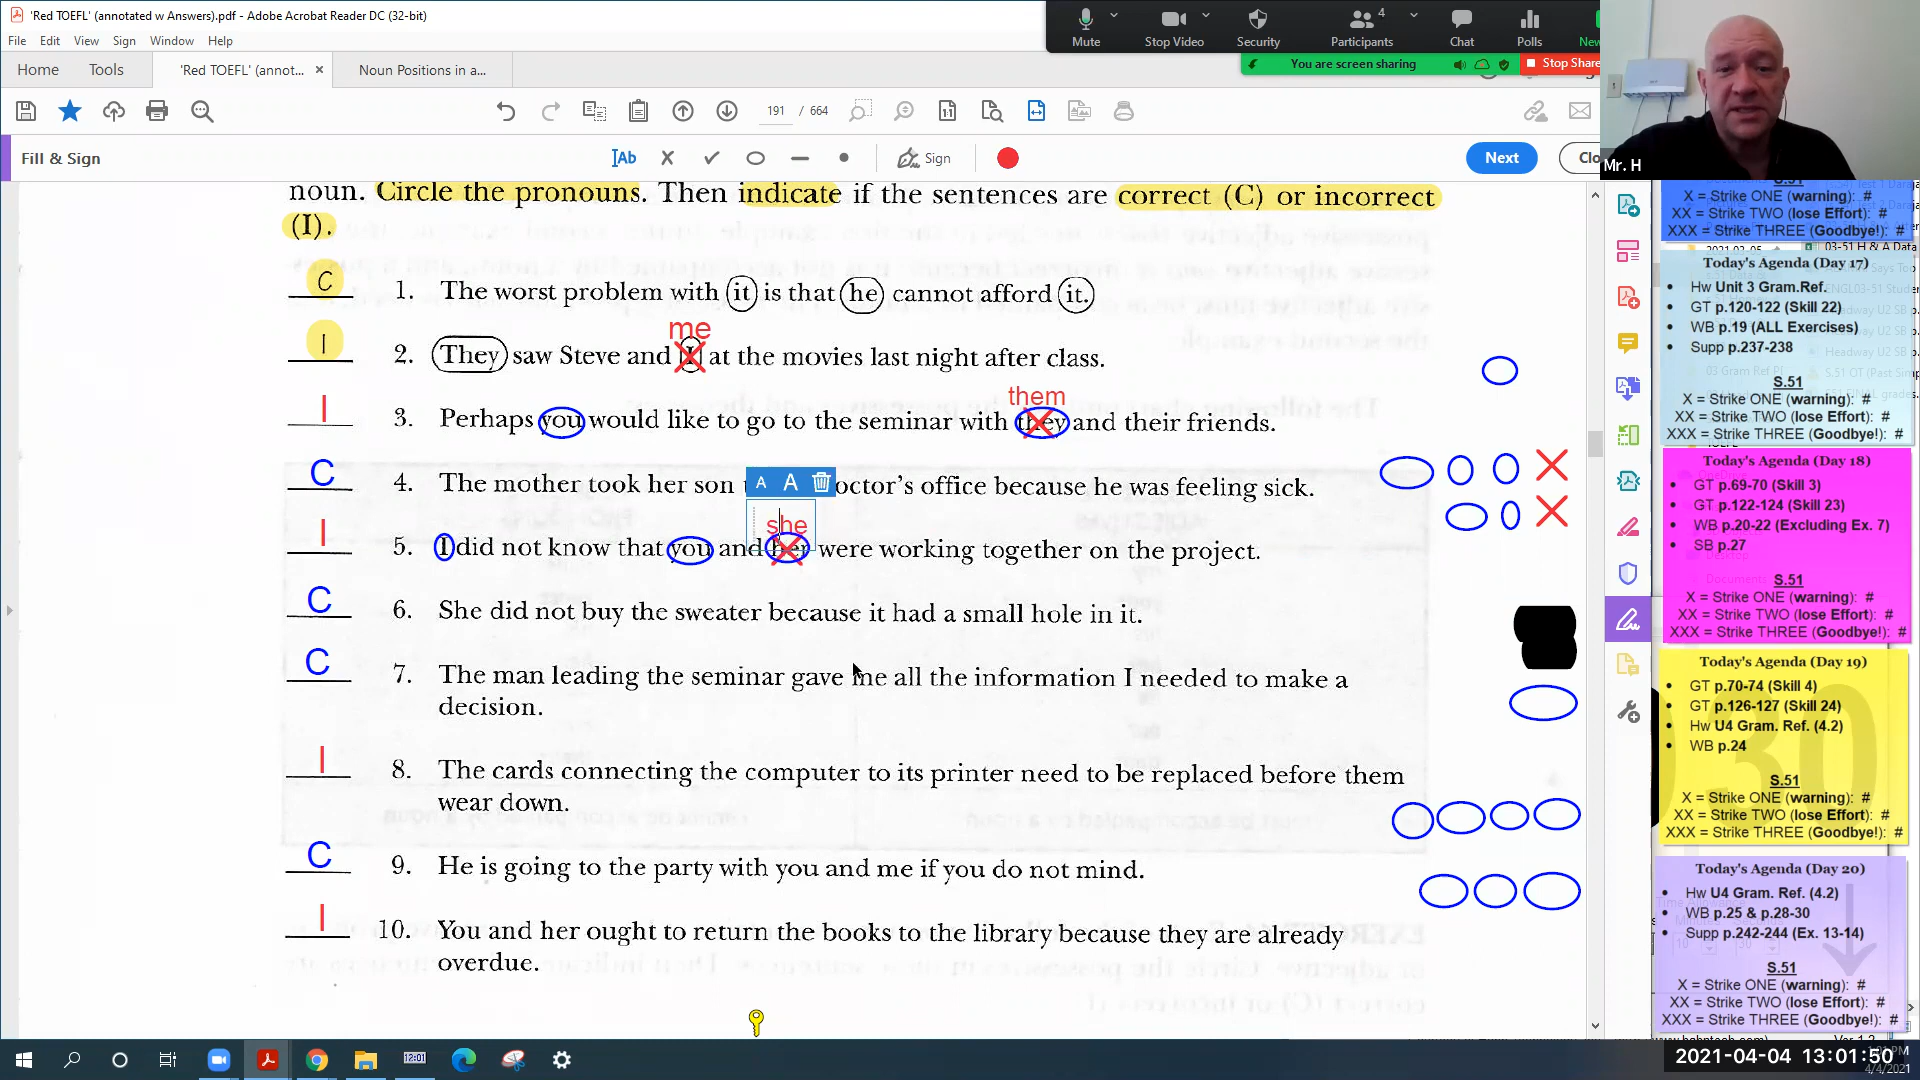 'Red TOEFL' (annotated w Answers).pdf - Adobe Acrobat Reader DC (32-bit)
File Edit View Sign Window Help
Mute Stop Video Security Participants 4 Chat Polls New
You are screen sharing Stop Share
Home Tools 'Red TOEFL' (annot... × Noun Positions in a...
191 / 664
Fill & Sign
Sign
Next
Clo
Mr. H
noun. Circle the pronouns. Then indicate if the sentences are correct (C) or incorrect
(I).
C 1. The worst problem with it is that he cannot afford it.
me
I 2. They saw Steve and I at the movies last night after class.
them
I 3. Perhaps you would like to go to the seminar with they and their friends.
C 4. The mother took her son octor's office because he was feeling sick.
A A
she
I 5. I did not know that you and her were working together on the project.
C 6. She did not buy the sweater because it had a small hole in it.
C 7. The man leading the seminar gave me all the information I needed to make a
decision.
I 8. The cards connecting the computer to its printer need to be replaced before them
wear down.
C 9. He is going to the party with you and me if you do not mind.
I 10. You and her ought to return the books to the library because they are already
overdue.
S.51
X = Strike ONE (warning): #
XX = Strike TWO (lose Effort): #
XXX = Strike THREE (Goodbye!): #
Today's Agenda (Day 17)
Hw Unit 3 Gram.Ref.
GT p.120-122 (Skill 22)
WB p.19 (ALL Exercises)
Supp p.237-238
S.51
X = Strike ONE (warning): #
XX = Strike TWO (lose Effort): #
XXX = Strike THREE (Goodbye!): #
Today's Agenda (Day 18)
GT p.69-70 (Skill 3)
GT p.122-124 (Skill 23)
WB p.20-22 (Excluding Ex. 7)
SB p.27
S.51
X = Strike ONE (warning): #
XX = Strike TWO (lose Effort): #
XXX = Strike THREE (Goodbye!): #
Today's Agenda (Day 19)
GT p.70-74 (Skill 4)
GT p.126-127 (Skill 24)
Hw U4 Gram. Ref. (4.2)
WB p.24
S.51
X = Strike ONE (warning): #
XX = Strike TWO (lose Effort): #
XXX = Strike THREE (Goodbye!): #
Today's Agenda (Day 20)
Hw U4 Gram. Ref. (4.2)
WB p.25 & p.28-30
Supp p.242-244 (Ex. 13-14)
S.51
X = Strike ONE (warning): #
XX = Strike TWO (lose Effort): #
XXX = Strike THREE (Goodbye!): #
12:01
2021-04-04 13:01:50
4/4/2021